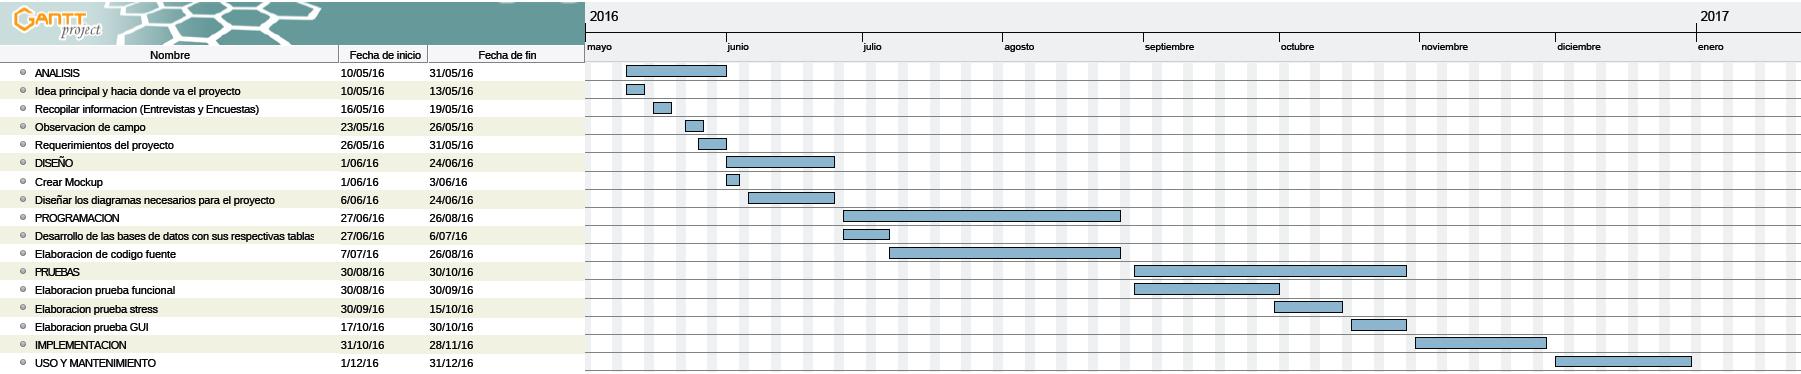 GANTT project
2016 2017
mayo junio julio agosto septiembre octubre noviembre diciembre enero
Nombre Fecha de inicio Fecha de fin
ANALISIS 10/05/16 31/05/16
Idea principal y hacia donde va el proyecto 10/05/16 13/05/16
Recopilar informacion (Entrevistas y Encuestas) 16/05/16 19/05/16
Observacion de campo 23/05/16 26/05/16
Requerimientos del proyecto 26/05/16 31/05/16
DISEÑO 1/06/16 24/06/16
Crear Mockup 1/06/16 3/06/16
Diseñar los diagramas necesarios para el proyecto 6/06/16 24/06/16
PROGRAMACION 27/06/16 26/08/16
Desarrollo de las bases de datos con sus respectivas tablas 27/06/16 6/07/16
Elaboracion de codigo fuente 7/07/16 26/08/16
PRUEBAS 30/08/16 30/10/16
Elaboracion prueba funcional 30/08/16 30/09/16
Elaboracion prueba stress 30/09/16 15/10/16
Elaboracion prueba GUI 17/10/16 30/10/16
IMPLEMENTACION 31/10/16 28/11/16
USO Y MANTENIMIENTO 1/12/16 31/12/16